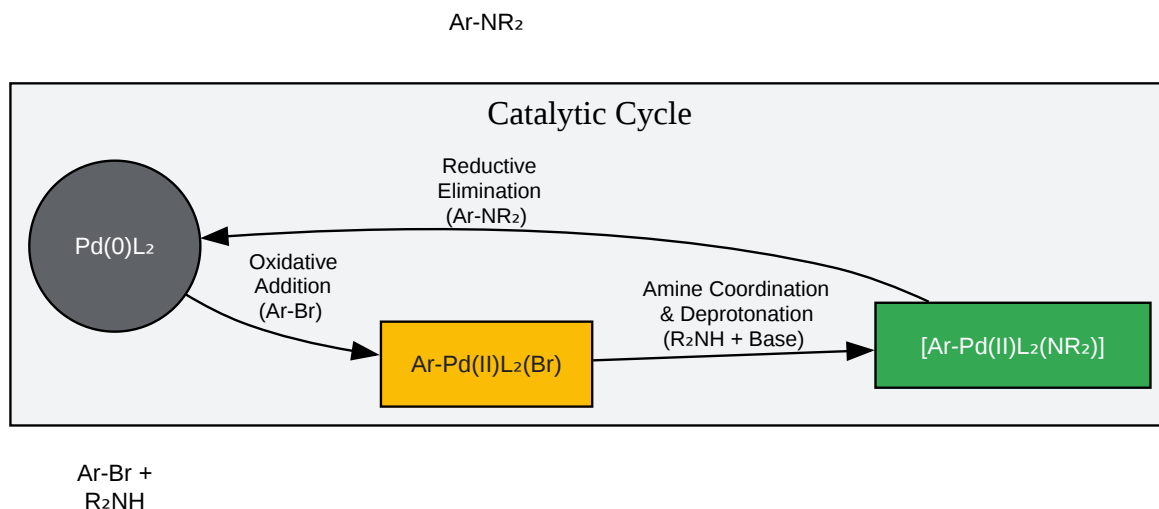 Ar-NR₂
Catalytic Cycle
Reductive
Elimination
(Ar-NR₂)
Pd(0)L₂
Oxidative
Addition
(Ar-Br)
Amine Coordination
& Deprotonation
(R₂NH + Base)
Ar-Pd(II)L₂(Br)
[Ar-Pd(II)L₂(NR₂)]
Ar-Br +
R₂NH